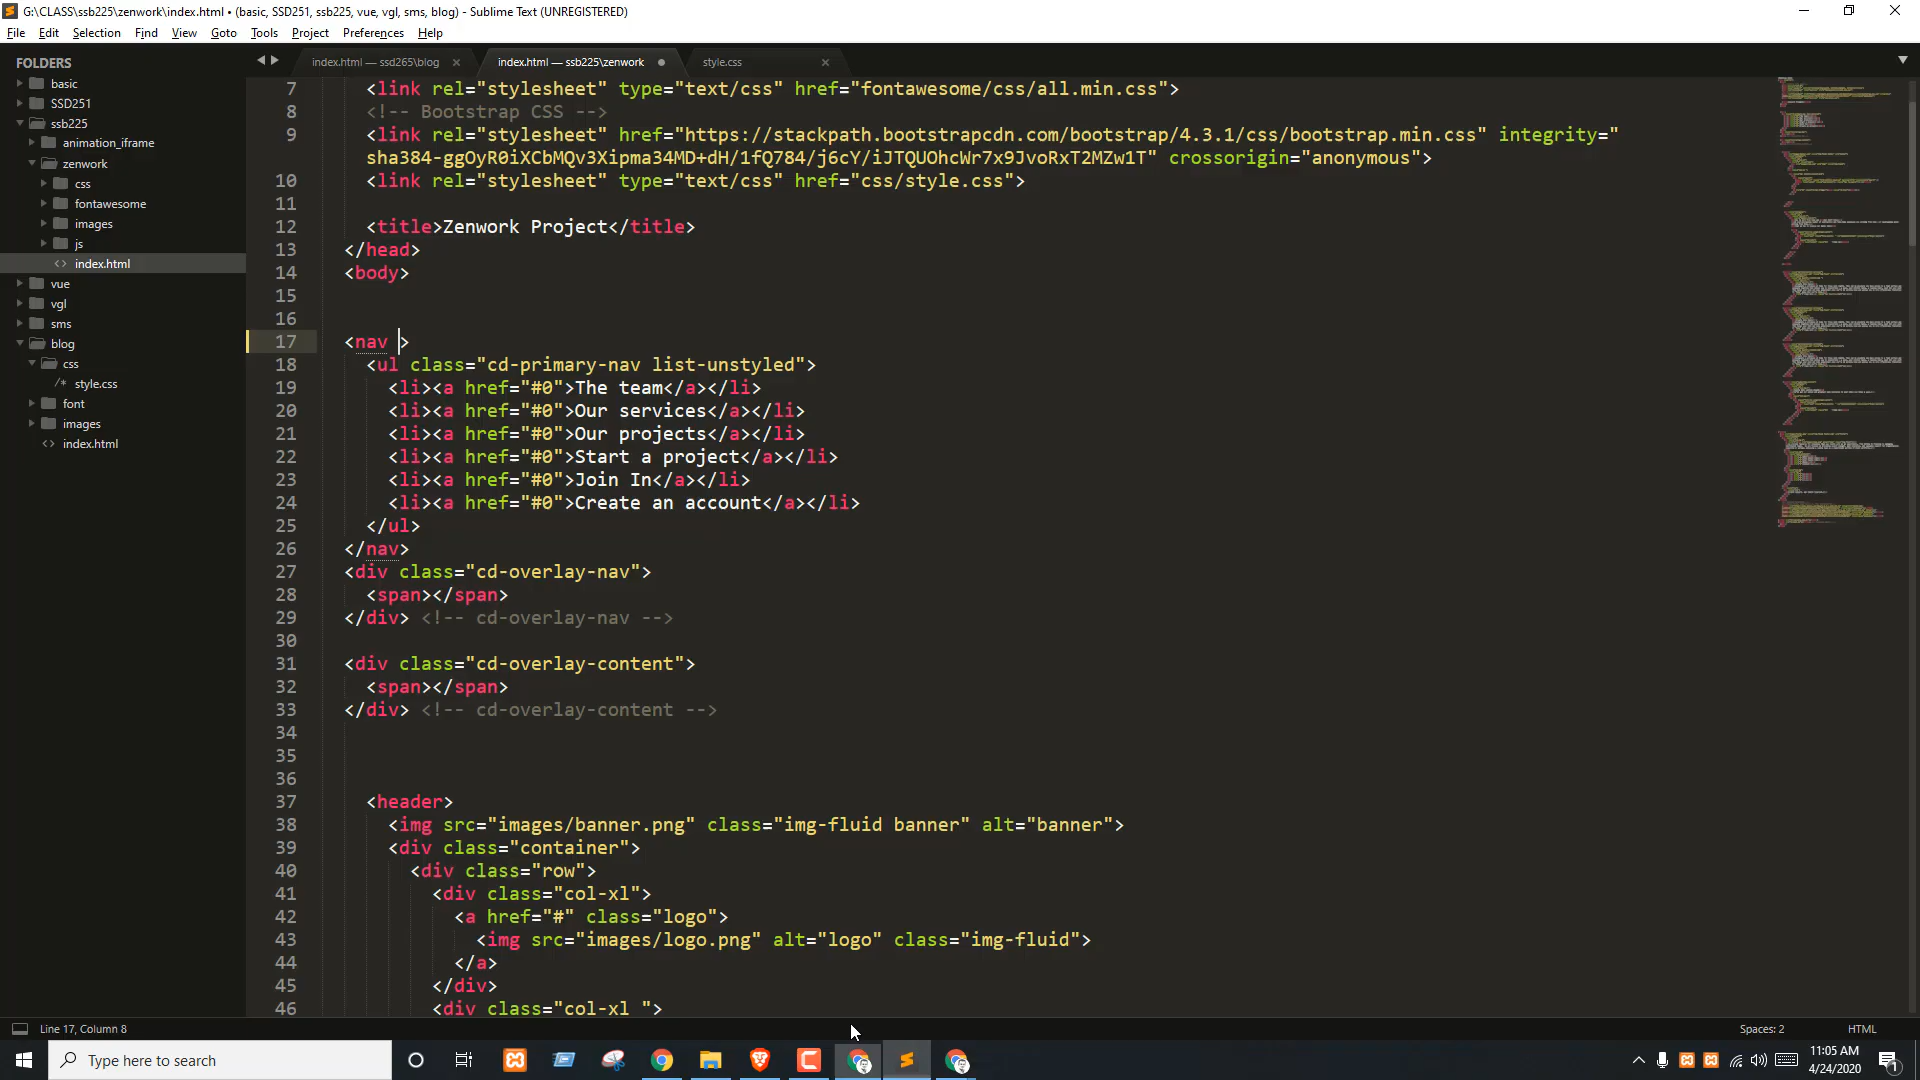 G:\CLASS\ssb225\zenwork\index.html • (basic, SSD251, ssb225, vue, vgl, sms, blog) - Sublime Text (UNREGISTERED)
File Edit Selection Find View Goto Tools Project Preferences Help
FOLDERS
basic
SSD251
ssb225
animation_iframe
zenwork
css
fontawesome
images
js
<> index.html
vue
vgl
sms
blog
css
/* style.css
font
images
<> index.html
index.html — ssd265\blog × index.html — ssb225\zenwork • style.css ×
7 <link rel="stylesheet" type="text/css" href="fontawesome/css/all.min.css">
8 <!-- Bootstrap CSS -->
9 <link rel="stylesheet" href="https://stackpath.bootstrapcdn.com/bootstrap/4.3.1/css/bootstrap.min.css" integrity="
sha384-ggOyR0iXCbMQv3Xipma34MD+dH/1fQ784/j6cY/iJTQUOhcWr7x9JvoRxT2MZw1T" crossorigin="anonymous">
10 <link rel="stylesheet" type="text/css" href="css/style.css">
11
12 <title>Zenwork Project</title>
13 </head>
14 <body>
15
16
17 <nav >
18 <ul class="cd-primary-nav list-unstyled">
19 <li><a href="#0">The team</a></li>
20 <li><a href="#0">Our services</a></li>
21 <li><a href="#0">Our projects</a></li>
22 <li><a href="#0">Start a project</a></li>
23 <li><a href="#0">Join In</a></li>
24 <li><a href="#0">Create an account</a></li>
25 </ul>
26 </nav>
27 <div class="cd-overlay-nav">
28 <span></span>
29 </div> <!-- cd-overlay-nav -->
30
31 <div class="cd-overlay-content">
32 <span></span>
33 </div> <!-- cd-overlay-content -->
34
35
36
37 <header>
38 <img src="images/banner.png" class="img-fluid banner" alt="banner">
39 <div class="container">
40 <div class="row">
41 <div class="col-xl">
42 <a href="#" class="logo">
43 <img src="images/logo.png" alt="logo" class="img-fluid">
44 </a>
45 </div>
46 <div class="col-xl ">
Line 17, Column 8 Spaces: 2 HTML
Type here to search
11:05 AM
4/24/2020
1